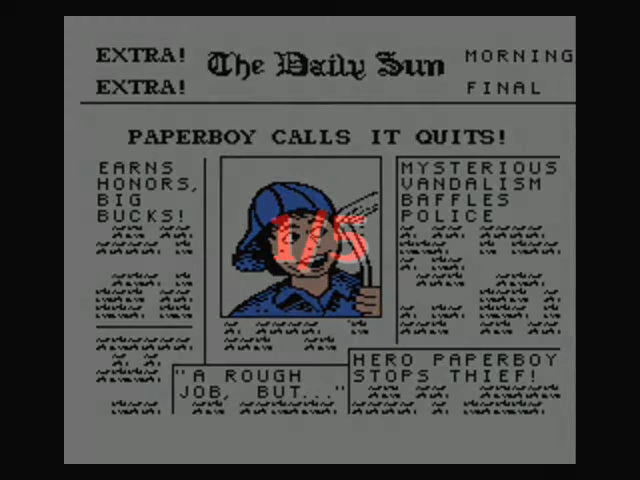 EXTRA!
EXTRA!
The Daily Sun
MORNING
FINAL
PAPERBOY CALLS IT QUITS!
EARNS
HONORS,
BIG
BUCKS!
1/5
MYSTERIOUS
VANDALISM
BAFFLES
POLICE
"A ROUGH
JOB, BUT..."
HERO PAPERBOY
STOPS THIEF!